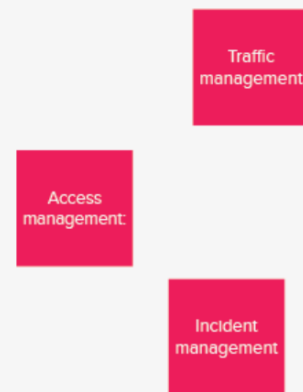 Traffic
management
Access
management:
Incident
management